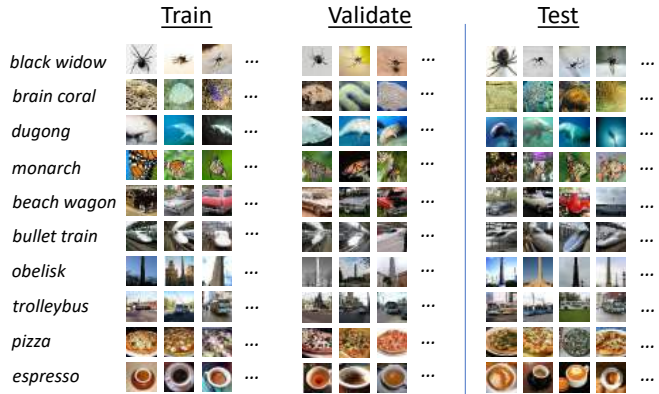 Train Validate Test
black widow ... ... ...
brain coral ... ... ...
dugong ... ... ...
monarch ... ... ...
beach wagon ... ... ...
bullet train ... ... ...
obelisk ... ... ...
trolleybus ... ... ...
pizza ... ... ...
espresso ... ... ...